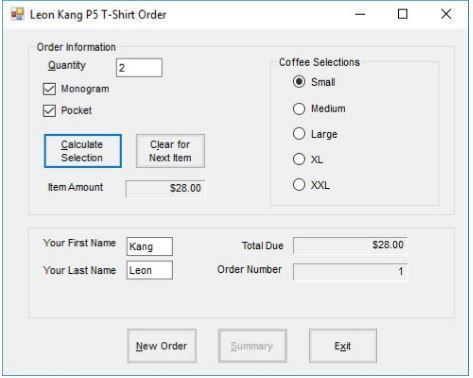 Leon Kang P5 T-Shirt Order
Order Information
Quantity 2
Monogram
Pocket
Calculate Selection
Clear for Next Item
Item Amount $28.00
Coffee Selections
Small
Medium
Large
XL
XXL
Your First Name Kang
Your Last Name Leon
Total Due $28.00
Order Number 1
New Order
Summary
Exit